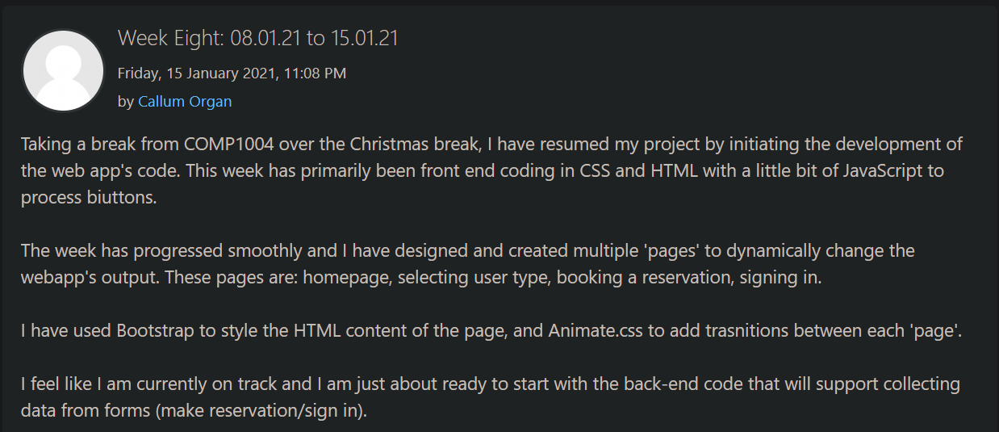 Week Eight: 08.01.21 to 15.01.21
Friday, 15 January 2021, 11:08 PM
by Callum Organ
Taking a break from COMP1004 over the Christmas break, I have resumed my project by initiating the development of
the web app's code. This week has primarily been front end coding in CSS and HTML with a little bit of JavaScript to
process biuttons.
The week has progressed smoothly and I have designed and created multiple 'pages' to dynamically change the
webapp's output. These pages are: homepage, selecting user type, booking a reservation, signing in.
I have used Bootstrap to style the HTML content of the page, and Animate.css to add trasnitions between each 'page'.
I feel like I am currently on track and I am just about ready to start with the back-end code that will support collecting
data from forms (make reservation/sign in).